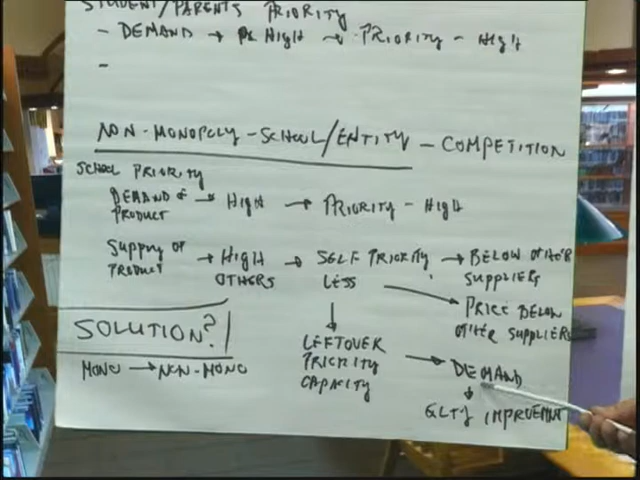 STUDENT/PARENTS PRIORITY
- DEMAND → HIGH → PRIORITY - HIGH
-
NON-MONOPOLY-SCHOOL/ENTITY - COMPETITION
SCHOOL PRIORITY
DEMAND OF PRODUCT → HIGH → PRIORITY - HIGH
SUPPLY OF PRODUCT → HIGH OTHERS → SELF PRIORITY LESS → BELOW OTHER SUPPLIERS
→ PRICE BELOW OTHER SUPPLIERS
SOLUTION?
MONO → NON-MONO
↓
LEFTOVER PRIORITY CAPACITY → DEMAND
↓
QLTY IMPROVEMENT